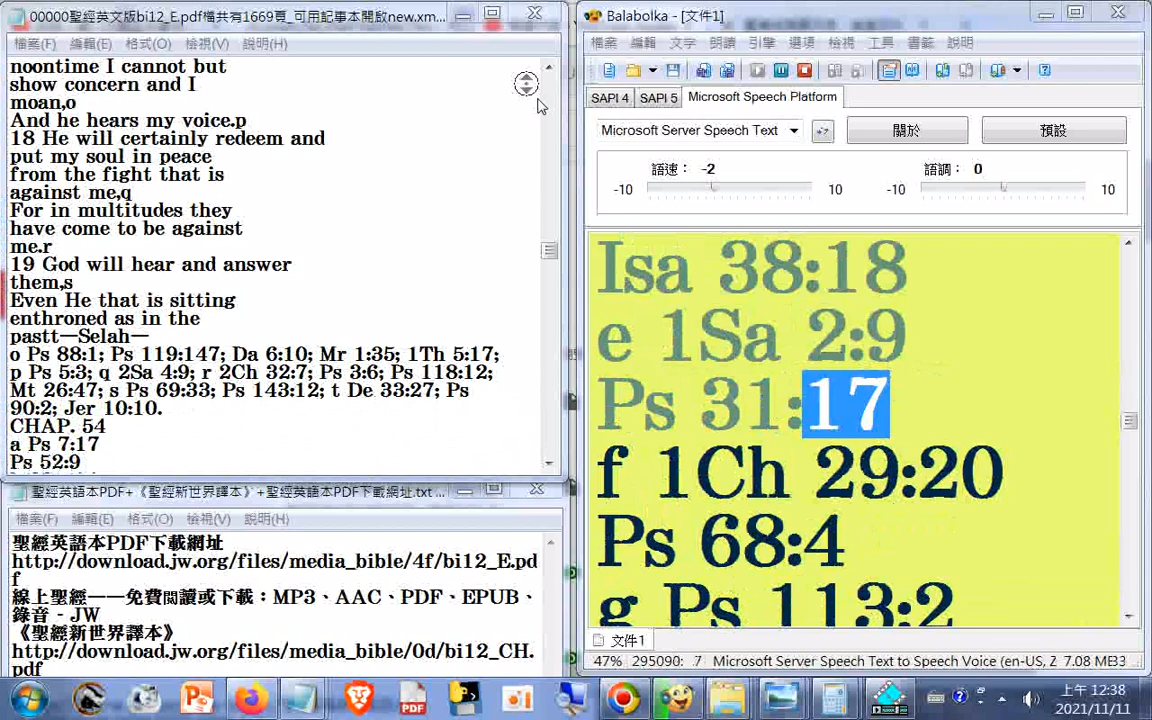 00000聖經英文版bi12_E.pdf檔共有1669頁_可用記事本開啟new.xm...
檔案(F) 編輯(E) 格式(O) 檢視(V) 說明(H)
noontime I cannot but
show concern and I
moan,o
And he hears my voice.p
18 He will certainly redeem and
put my soul in peace
from the fight that is
against me,q
For in multitudes they
have come to be against
me.r
19 God will hear and answer
them,s
Even He that is sitting
enthroned as in the
pastt—Selah—
o Ps 88:1; Ps 119:147; Da 6:10; Mr 1:35; 1Th 5:17;
p Ps 5:3; q 2Sa 4:9; r 2Ch 32:7; Ps 3:6; Ps 118:12;
Mt 26:47; s Ps 69:33; Ps 143:12; t De 33:27; Ps
90:2; Jer 10:10.
CHAP. 54
a Ps 7:17
Ps 52:9
聖經英語本PDF+《聖經新世界譯本》+聖經英語本PDF下載網址.txt ...
檔案(F) 編輯(E) 格式(O) 檢視(V) 說明(H)
聖經英語本PDF下載網址
http://download.jw.org/files/media_bible/4f/bi12_E.pd
f
線上聖經——免費閱讀或下載：MP3、AAC、PDF、EPUB、
錄音 - JW
《聖經新世界譯本》
http://download.jw.org/files/media_bible/0d/bi12_CH.
pdf
Balabolka - [文件1]
檔案 編輯 文字 朗讀 引擎 選項 檢視 工具 書籤 說明
SAPI 4 SAPI 5 Microsoft Speech Platform
Microsoft Server Speech Text 關於 預設
語速： -2 語調： 0
-10 10 -10 10
Isa 38:18
e 1Sa 2:9
Ps 31:17
f 1Ch 29:20
Ps 68:4
g Ps 113:2
文件1
47% 295090: .7 Microsoft Server Speech Text to Speech Voice (en-US, Z 7.08 MB
上午 12:38
2021/11/11